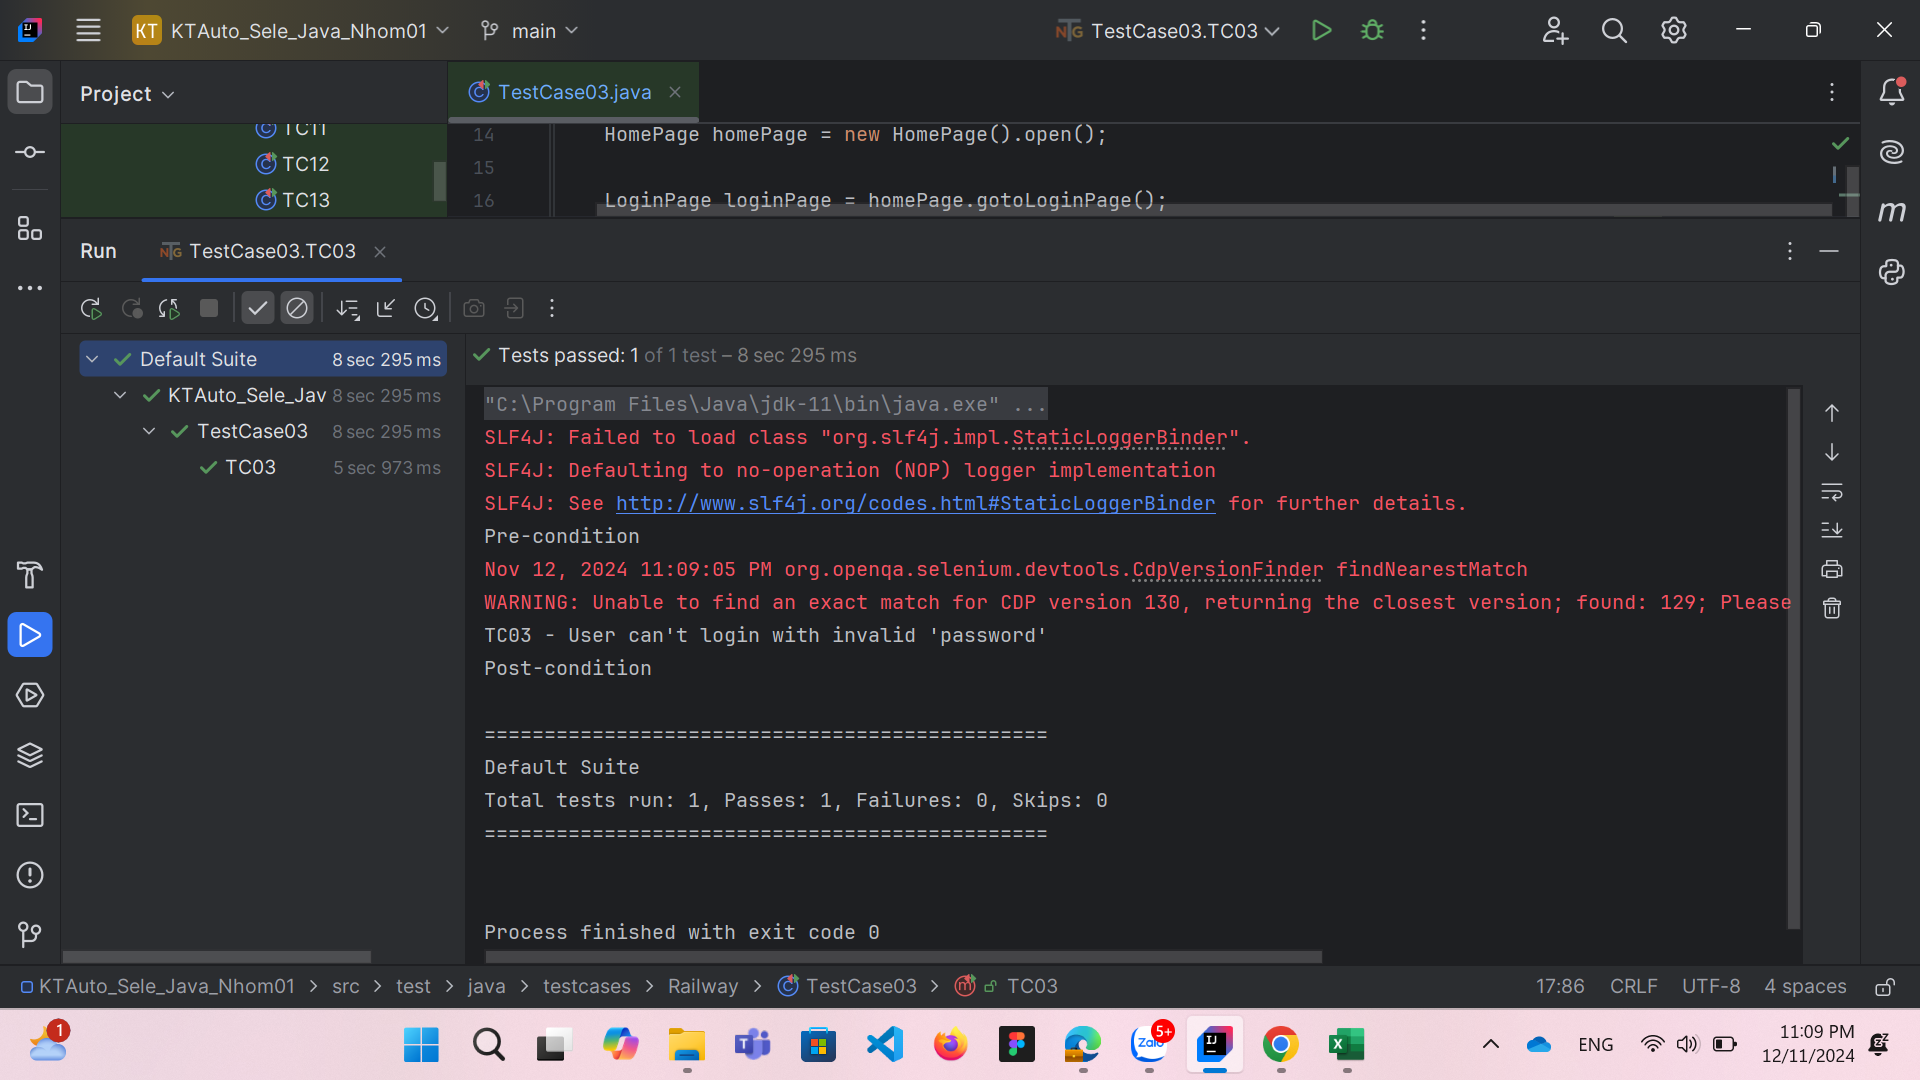 KT KTAuto_Sele_Java_Nhom01 main TestCase03.TC03
Project
TestCase03.java
TC11
TC12
TC13
14 HomePage homePage = new HomePage().open();
15
16 LoginPage loginPage = homePage.gotoLoginPage();
Run TestCase03.TC03
Default Suite 8 sec 295 ms
KTAuto_Sele_Jav 8 sec 295 ms
TestCase03 8 sec 295 ms
TC03 5 sec 973 ms
Tests passed: 1 of 1 test – 8 sec 295 ms
"C:\Program Files\Java\jdk-11\bin\java.exe" ...
SLF4J: Failed to load class "org.slf4j.impl.StaticLoggerBinder".
SLF4J: Defaulting to no-operation (NOP) logger implementation
SLF4J: See http://www.slf4j.org/codes.html#StaticLoggerBinder for further details.
Pre-condition
Nov 12, 2024 11:09:05 PM org.openqa.selenium.devtools.CdpVersionFinder findNearestMatch
WARNING: Unable to find an exact match for CDP version 130, returning the closest version; found: 129; Please
TC03 - User can't login with invalid 'password'
Post-condition
===============================================
Default Suite
Total tests run: 1, Passes: 1, Failures: 0, Skips: 0
===============================================
Process finished with exit code 0
KTAuto_Sele_Java_Nhom01 > src > test > java > testcases > Railway > TestCase03 > TC03
17:86 CRLF UTF-8 4 spaces
1
5+
Zalo
ENG
11:09 PM
12/11/2024